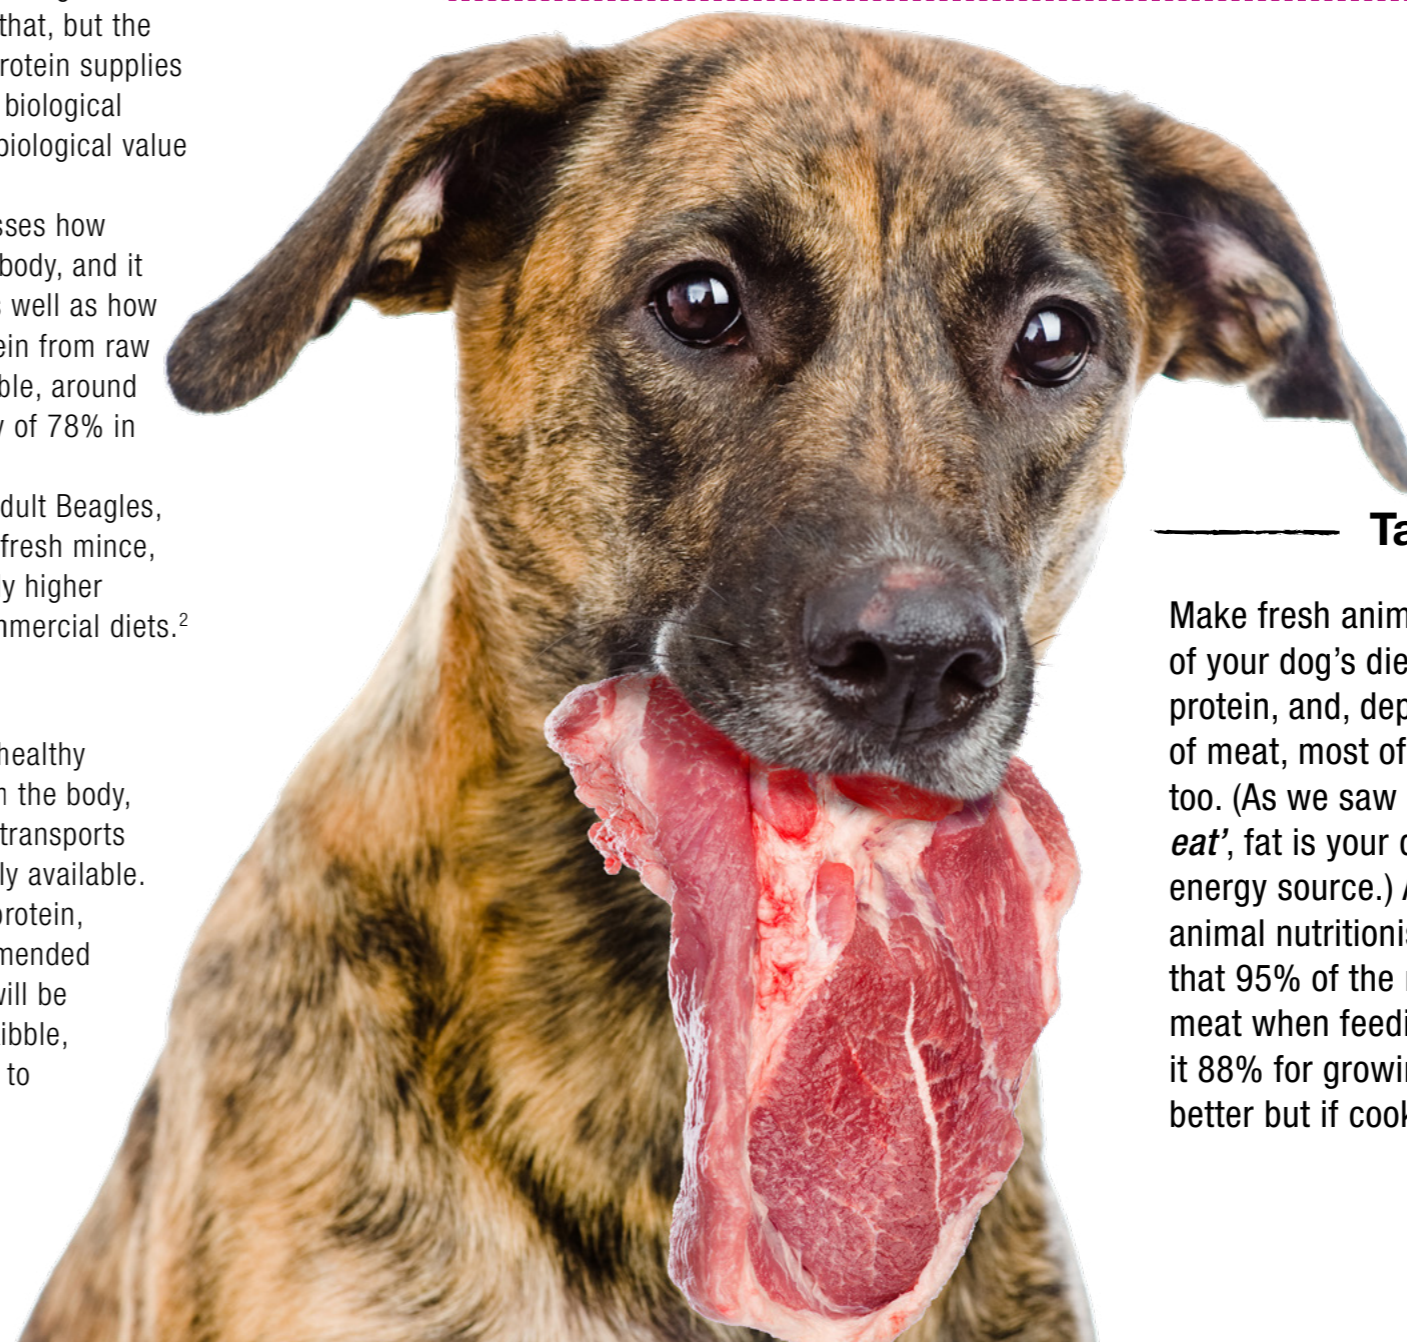 that, but the
rotein supplies
biological
biological value
sses how
body, and it
s well as how
ein from raw
ble, around
y of 78% in
dult Beagles,
fresh mince,
ly higher
nmercial diets.2
healthy
n the body,
transports
ly available.
protein,
mended
will be
ibble,
to
Ta
Make fresh anim
of your dog's die
protein, and, dep
of meat, most of
too. (As we saw
eat', fat is your
energy source.) A
animal nutritionis
that 95% of the
meat when feedi
it 88% for growi
better but if cook